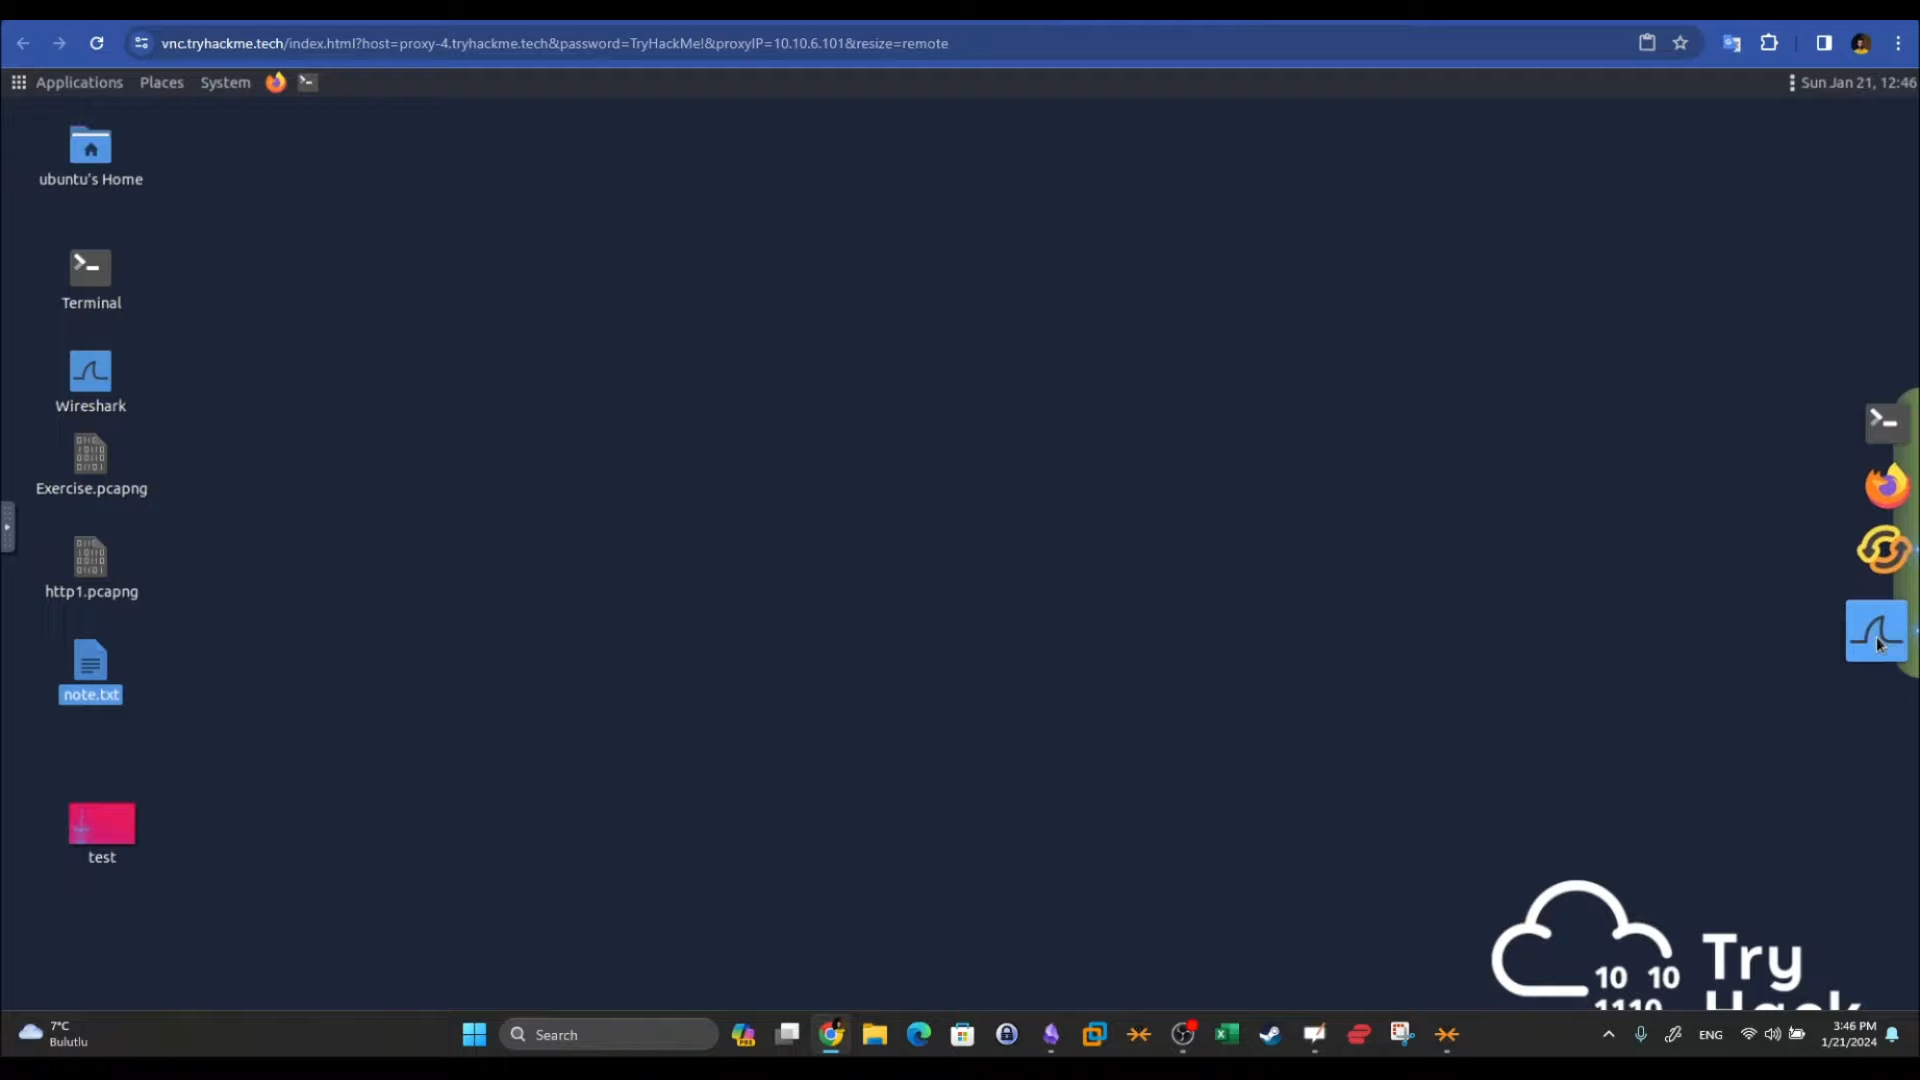 vnc.tryhackme.tech/index.html?host=proxy-4.tryhackme.tech&password=TryHackMe!&proxyIP=10.10.6.101&resize=remote
Applications Places System
Sun Jan 21, 12:46
ubuntu's Home
Terminal
Wireshark
Exercise.pcapng
http1.pcapng
note.txt
test
10 10
1110
Try
Hack
7°C
Bulutlu
Search
ENG
3:46 PM
1/21/2024